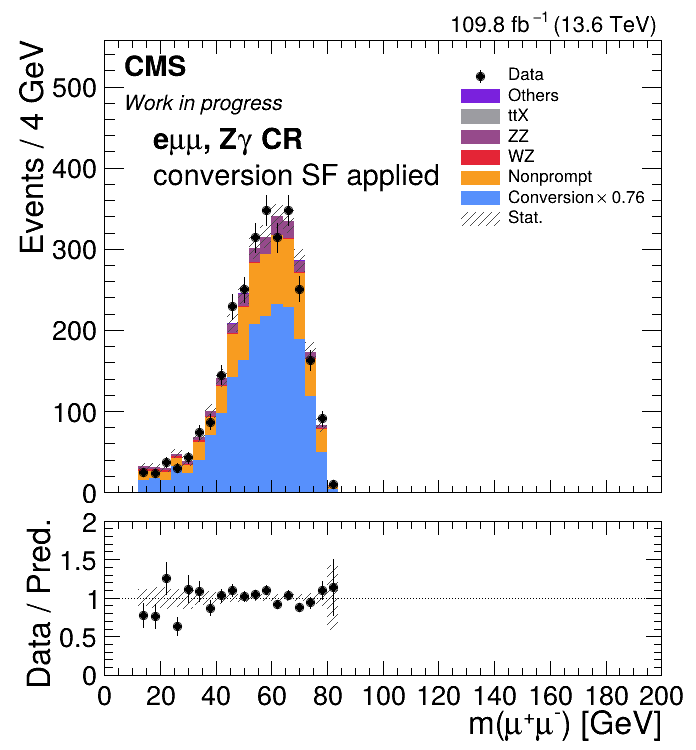 109.8 fb⁻¹ (13.6 TeV)
CMS
Work in progress
eμμ, Zγ CR
conversion SF applied
Data
Others
ttX
ZZ
WZ
Nonprompt
Conversion × 0.76
Stat.
Events / 4 GeV
500
400
300
200
100
0
Data / Pred.
2
1.5
1
0.5
0
0 20 40 60 80 100 120 140 160 180 200
m(μ⁺μ⁻) [GeV]